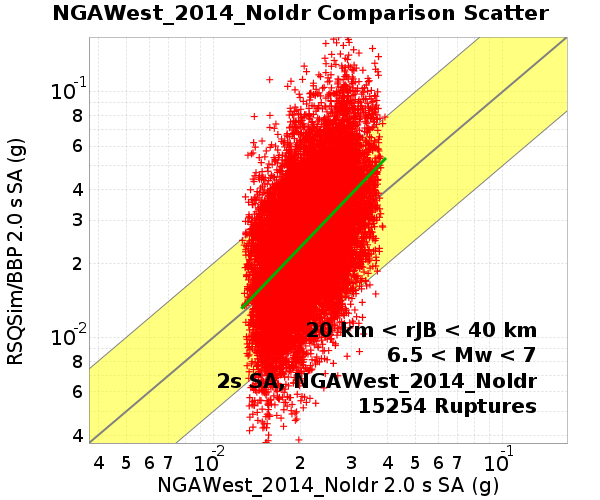 NGAWest_2014_NoIdr Comparison Scatter
RSQSim/BBP 2.0 s SA (g)
10-1
8
6
4
3
2
10-2
8
6
4
20 km < rJB < 40 km
6.5 < Mw < 7
2s SA, NGAWest_2014_NoIdr
15254 Ruptures
4 5 6 7 10-2 2 3 4 5 6 7 10-1
NGAWest_2014_NoIdr 2.0 s SA (g)